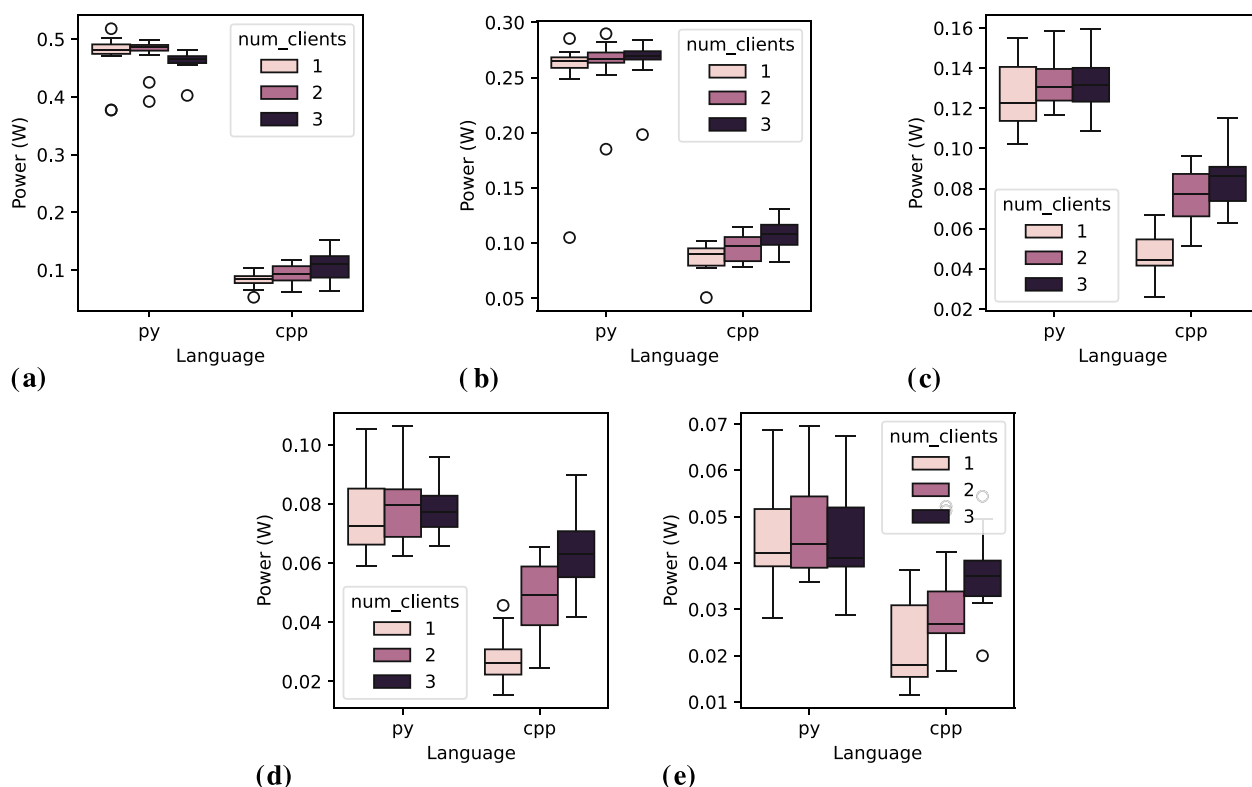 0.5
0.4
0.3
0.2
0.1
Power (W)
num_clients
1
2
3
py
cpp
Language
(a)
0.30
0.25
0.20
0.15
0.10
0.05
Power (W)
num_clients
1
2
3
py
cpp
Language
(b)
0.16
0.14
0.12
0.10
0.08
0.06
0.04
0.02
Power (W)
num_clients
1
2
3
py
cpp
Language
(c)
0.10
0.08
0.06
0.04
0.02
Power (W)
num_clients
1
2
3
py
cpp
Language
(d)
0.07
0.06
0.05
0.04
0.03
0.02
0.01
Power (W)
num_clients
1
2
3
py
cpp
Language
(e)